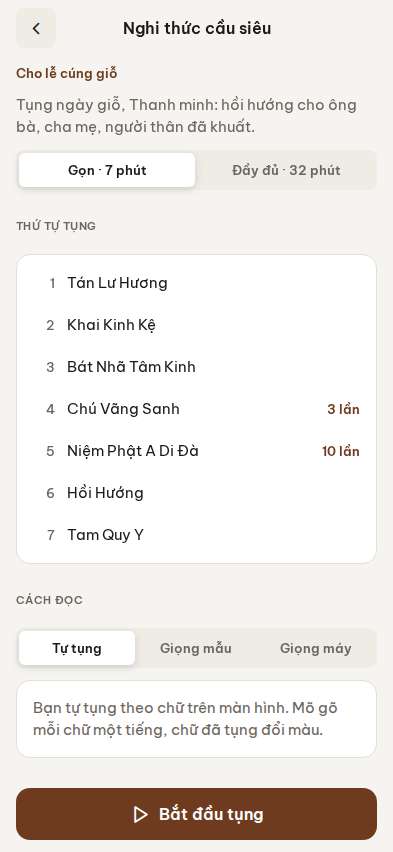 Nghi thức cầu siêu
Cho lễ cúng giỗ
Tụng ngày giỗ, Thanh minh: hồi hướng cho ông
bà, cha mẹ, người thân đã khuất.
Gọn · 7 phút
Đầy đủ · 32 phút
THỨ TỰ TỤNG
1 Tán Lư Hương
2 Khai Kinh Kệ
3 Bát Nhã Tâm Kinh
4 Chú Vãng Sanh 3 lần
5 Niệm Phật A Di Đà 10 lần
6 Hồi Hướng
7 Tam Quy Y
CÁCH ĐỌC
Tự tụng
Giọng mẫu
Giọng máy
Bạn tự tụng theo chữ trên màn hình. Mõ gõ
mỗi chữ một tiếng, chữ đã tụng đổi màu.
Bắt đầu tụng